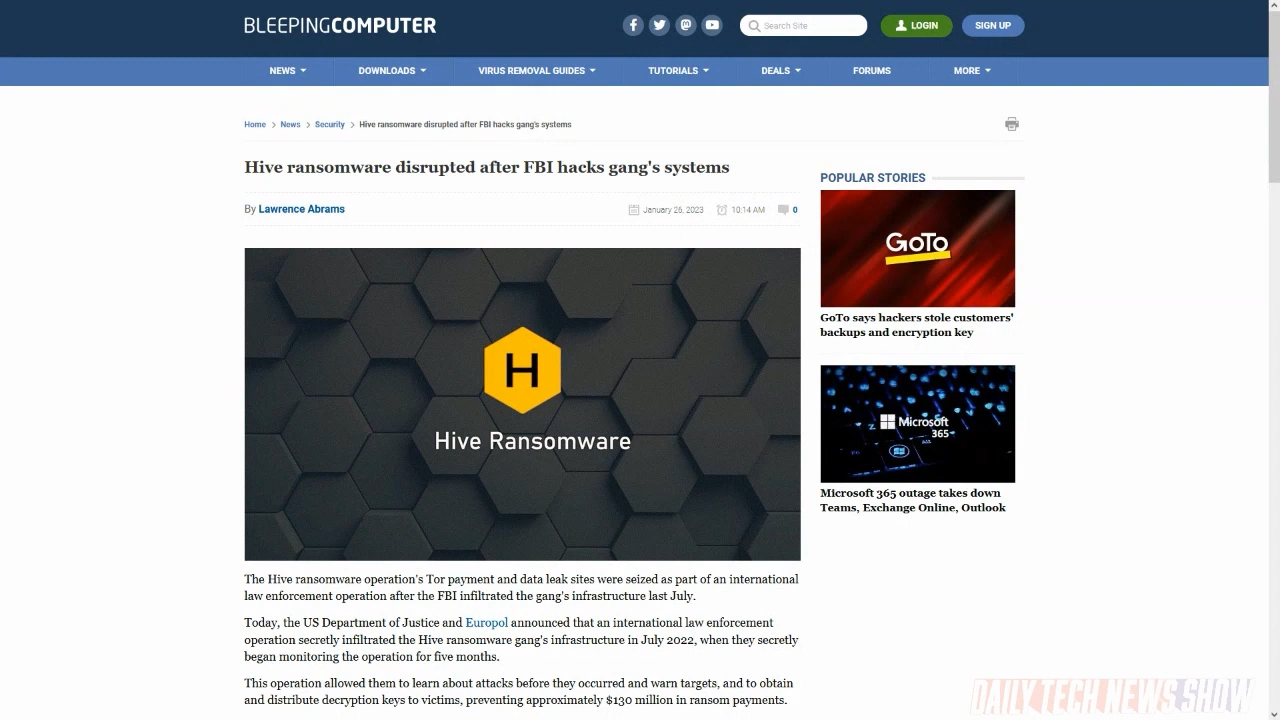 BLEEPINGCOMPUTER
Search Site
LOGIN
SIGN UP
NEWS
DOWNLOADS
VIRUS REMOVAL GUIDES
TUTORIALS
DEALS
FORUMS
MORE
Home > News > Security > Hive ransomware disrupted after FBI hacks gang's systems
Hive ransomware disrupted after FBI hacks gang's systems
By Lawrence Abrams
January 26, 2023
10:14 AM
0
H
Hive Ransomware
The Hive ransomware operation's Tor payment and data leak sites were seized as part of an international
law enforcement operation after the FBI infiltrated the gang's infrastructure last July.
Today, the US Department of Justice and Europol announced that an international law enforcement
operation secretly infiltrated the Hive ransomware gang's infrastructure in July 2022, when they secretly
began monitoring the operation for five months.
This operation allowed them to learn about attacks before they occurred and warn targets, and to obtain
and distribute decryption keys to victims, preventing approximately $130 million in ransom payments.
POPULAR STORIES
GoTo
GoTo says hackers stole customers'
backups and encryption key
Microsoft
365
Microsoft 365 outage takes down
Teams, Exchange Online, Outlook
DAILY TECH NEWS SHOW